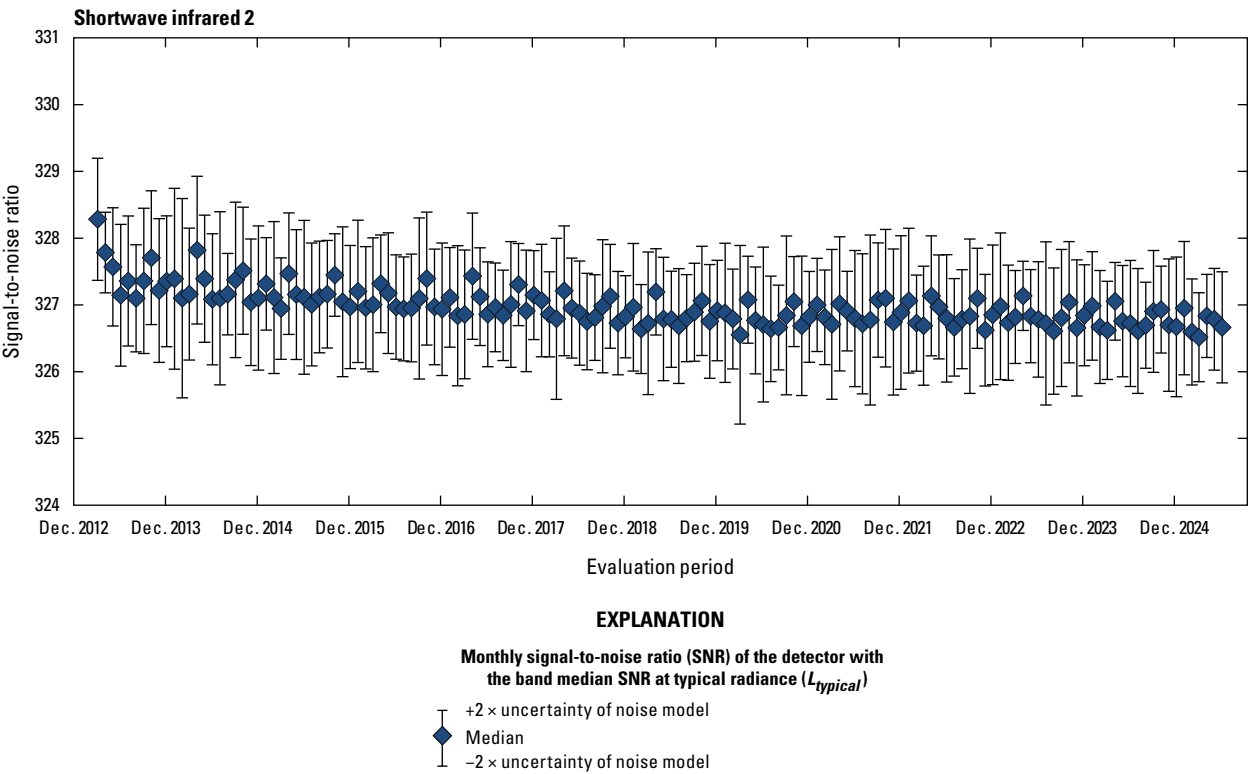 Shortwave infrared 2
331
330
329
328
327
326
325
324
Signal-to-noise ratio
Dec. 2012 Dec. 2013 Dec. 2014 Dec. 2015 Dec. 2016 Dec. 2017 Dec. 2018 Dec. 2019 Dec. 2020 Dec. 2021 Dec. 2022 Dec. 2023 Dec. 2024
Evaluation period
EXPLANATION
Monthly signal-to-noise ratio (SNR) of the detector with
the band median SNR at typical radiance (Ltypical)
+2 × uncertainty of noise model
Median
−2 × uncertainty of noise model